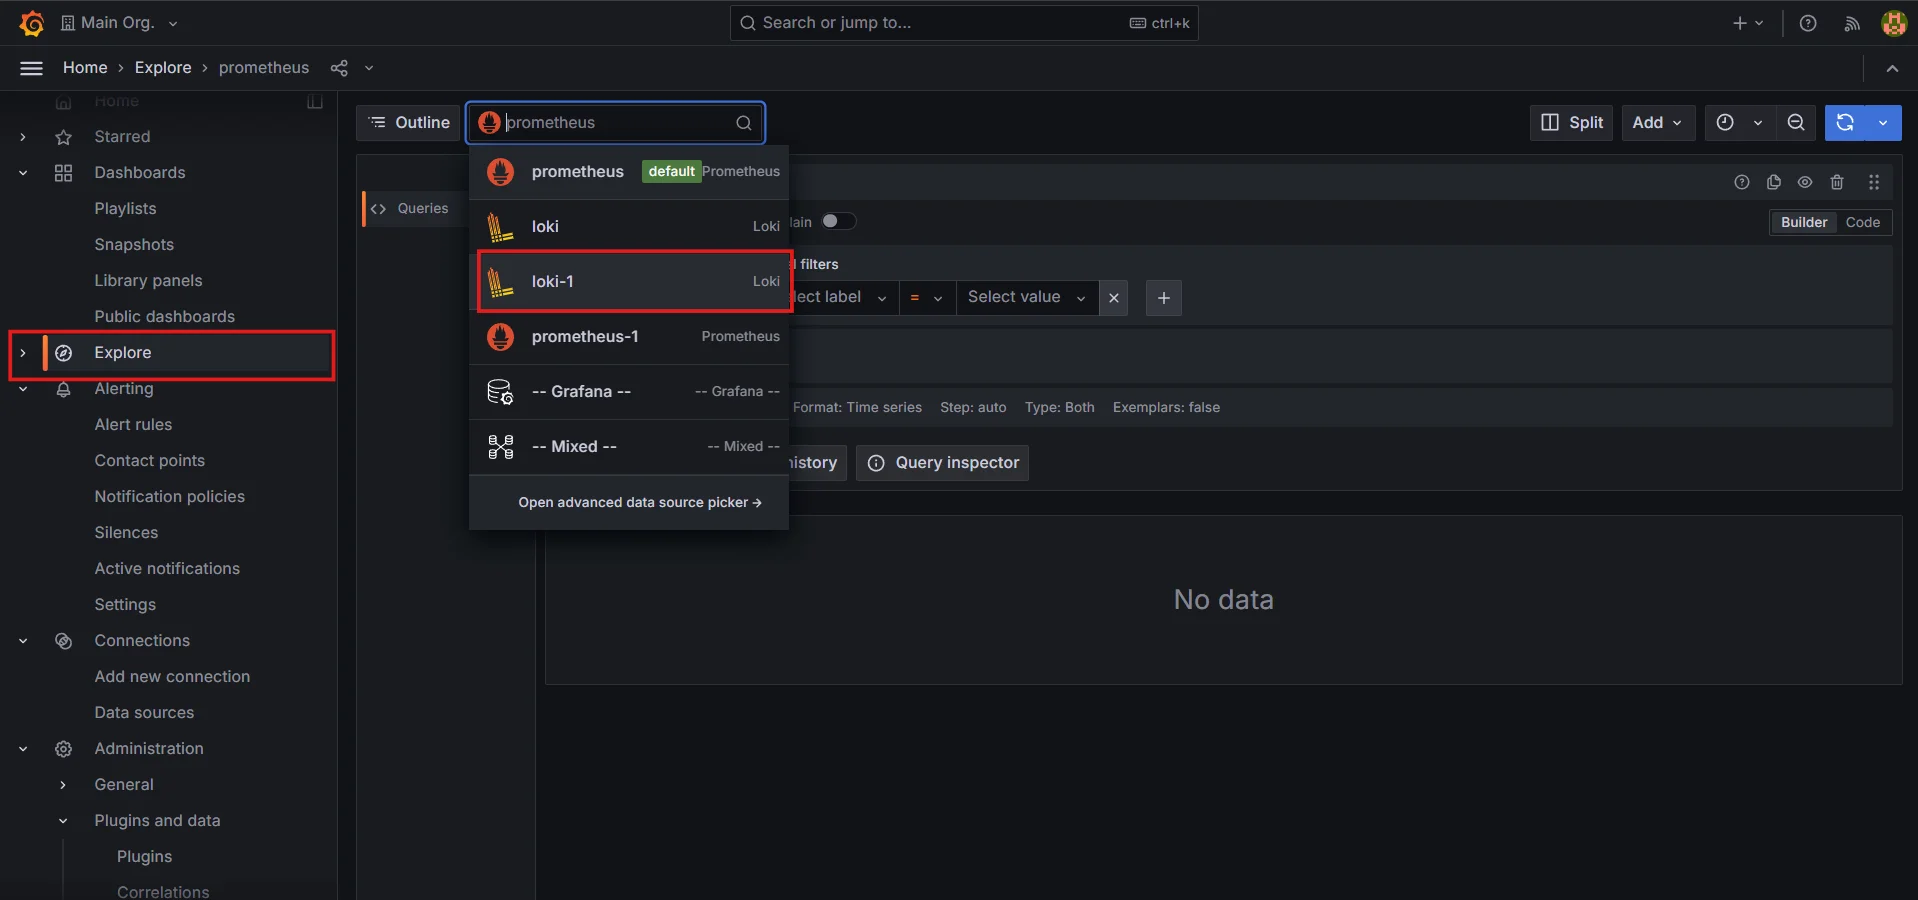 Main Org.
Search or jump to...
ctrl+k
Home
Explore
prometheus
Home
Starred
Dashboards
Playlists
Snapshots
Library panels
Public dashboards
Explore
Alerting
Alert rules
Contact points
Notification policies
Silences
Active notifications
Settings
Connections
Add new connection
Data sources
Administration
General
Plugins and data
Plugins
Correlations
Outline
prometheus
Split
Add
Queries
prometheus default Prometheus
loki Loki
loki-1 Loki
prometheus-1 Prometheus
-- Grafana -- -- Grafana --
-- Mixed -- -- Mixed --
Open advanced data source picker →
lain
Builder Code
l filters
lect label = Select value
Format: Time series Step: auto Type: Both Exemplars: false
history Query inspector
No data